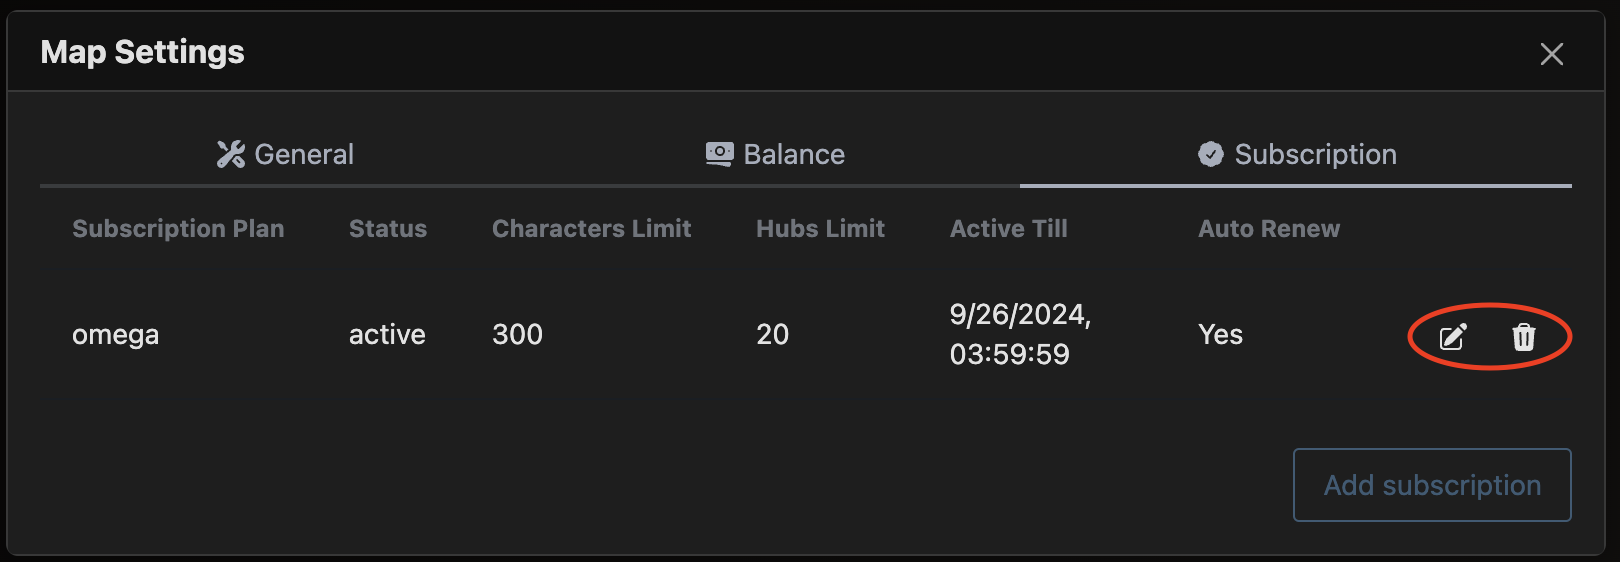 Map Settings
General Balance Subscription
Subscription Plan Status Characters Limit Hubs Limit Active Till Auto Renew
omega active 300 20 9/26/2024, Yes
03:59:59
Add subscription